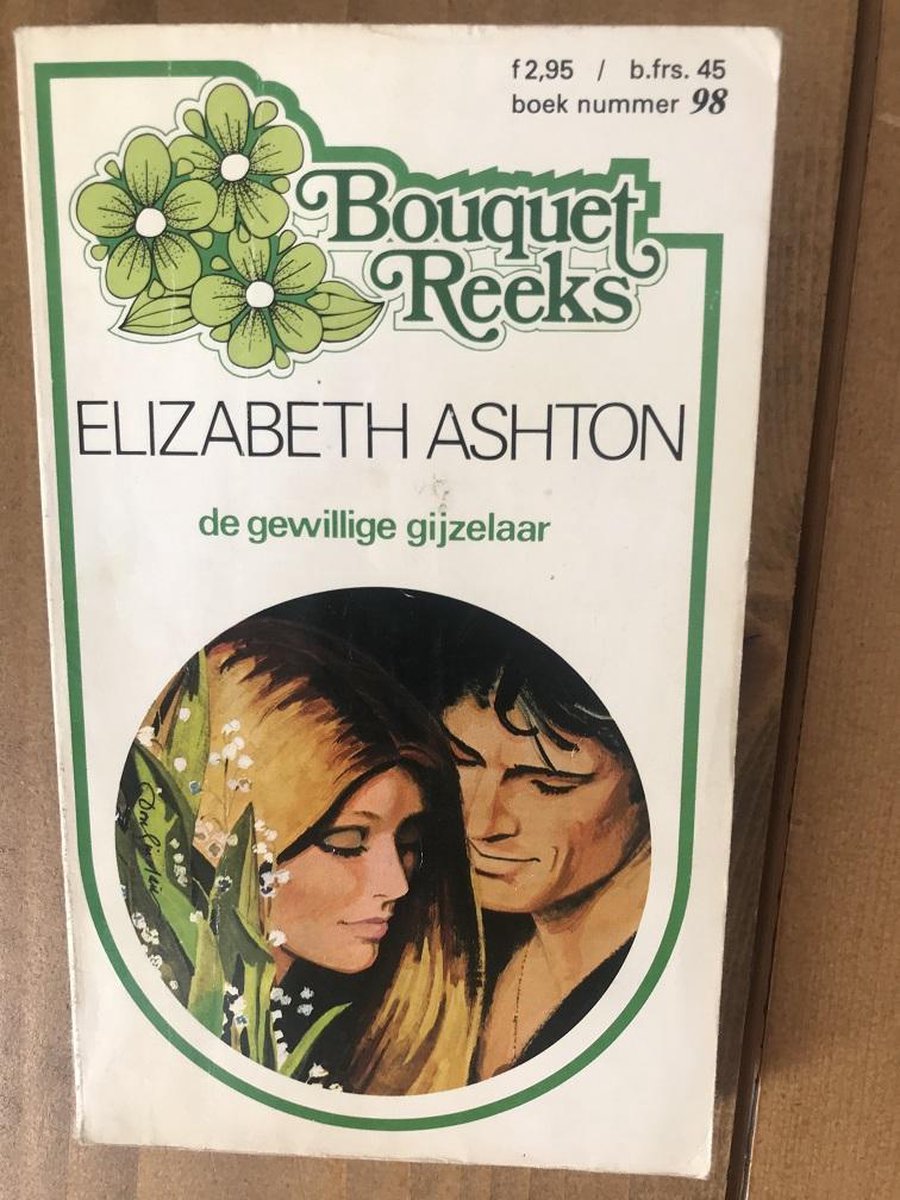 f 2,95 / b.frs. 45
boek nummer 98
Bouquet
Reeks
ELIZABETH ASHTON
de gewillige gijzelaar